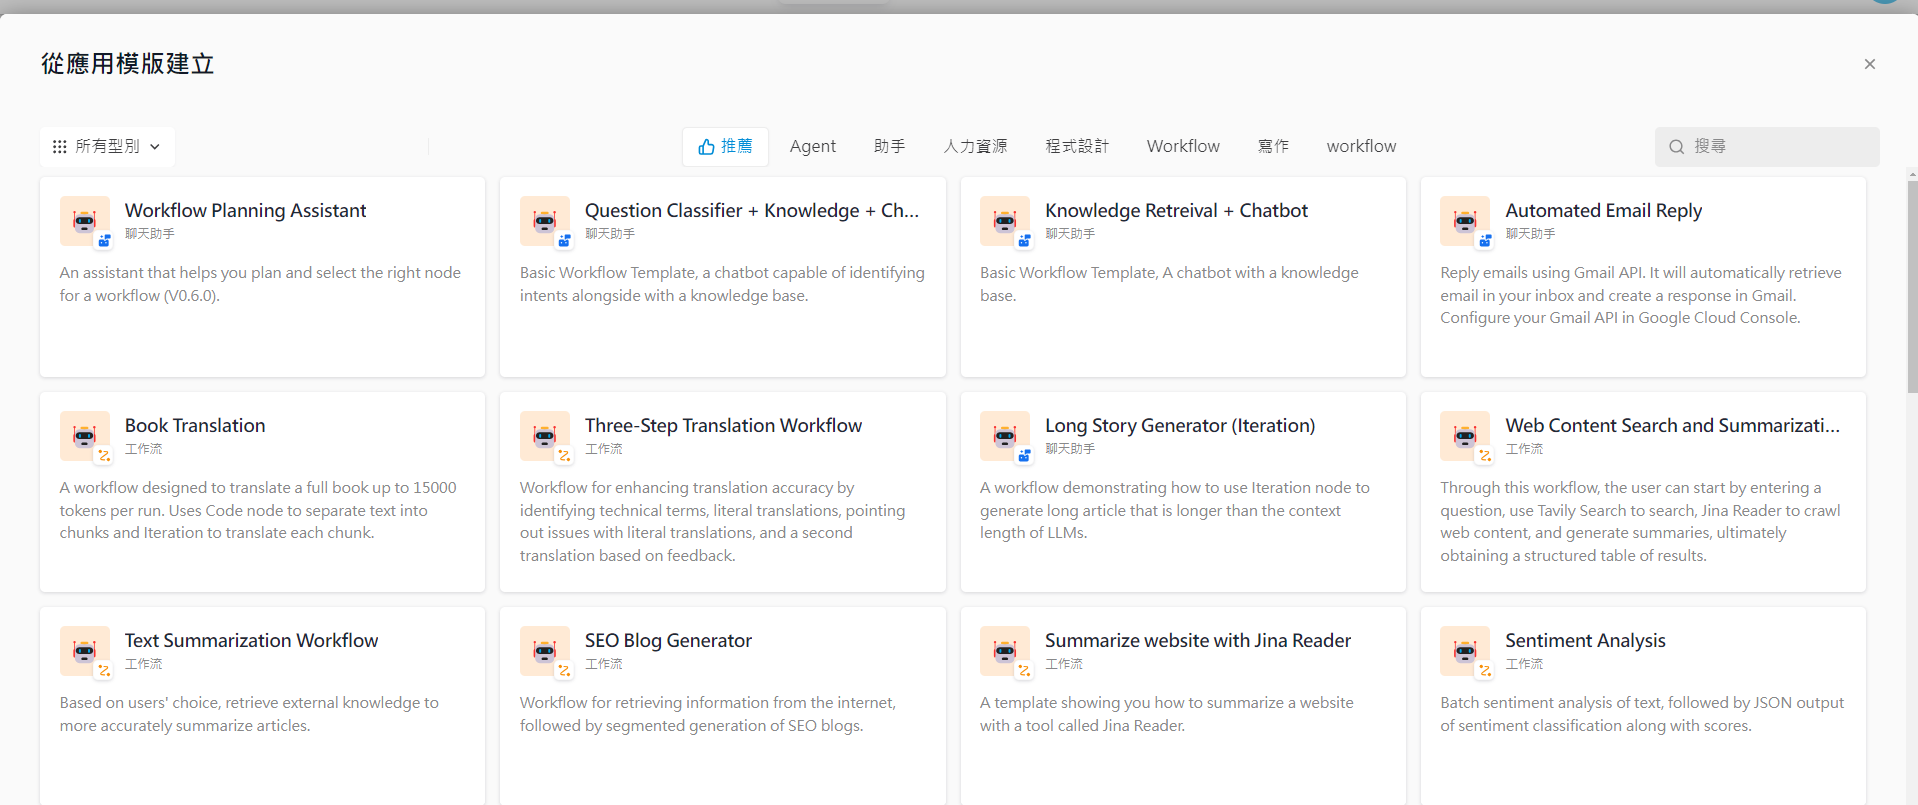 從應用模版建立
所有型別
推薦
Agent
助手
人力資源
程式設計
Workflow
寫作
workflow
搜尋
Workflow Planning Assistant
聊天助手
An assistant that helps you plan and select the right node
for a workflow (V0.6.0).
Question Classifier + Knowledge + Ch...
聊天助手
Basic Workflow Template, a chatbot capable of identifying
intents alongside with a knowledge base.
Knowledge Retreival + Chatbot
聊天助手
Basic Workflow Template, A chatbot with a knowledge
base.
Automated Email Reply
聊天助手
Reply emails using Gmail API. It will automatically retrieve
email in your inbox and create a response in Gmail.
Configure your Gmail API in Google Cloud Console.
Book Translation
工作流
A workflow designed to translate a full book up to 15000
tokens per run. Uses Code node to separate text into
chunks and Iteration to translate each chunk.
Three-Step Translation Workflow
工作流
Workflow for enhancing translation accuracy by
identifying technical terms, literal translations, pointing
out issues with literal translations, and a second
translation based on feedback.
Long Story Generator (Iteration)
聊天助手
A workflow demonstrating how to use Iteration node to
generate long article that is longer than the context
length of LLMs.
Web Content Search and Summarizati...
工作流
Through this workflow, the user can start by entering a
question, use Tavily Search to search, Jina Reader to crawl
web content, and generate summaries, ultimately
obtaining a structured table of results.
Text Summarization Workflow
工作流
Based on users' choice, retrieve external knowledge to
more accurately summarize articles.
SEO Blog Generator
工作流
Workflow for retrieving information from the internet,
followed by segmented generation of SEO blogs.
Summarize website with Jina Reader
工作流
A template showing you how to summarize a website
with a tool called Jina Reader.
Sentiment Analysis
工作流
Batch sentiment analysis of text, followed by JSON output
of sentiment classification along with scores.